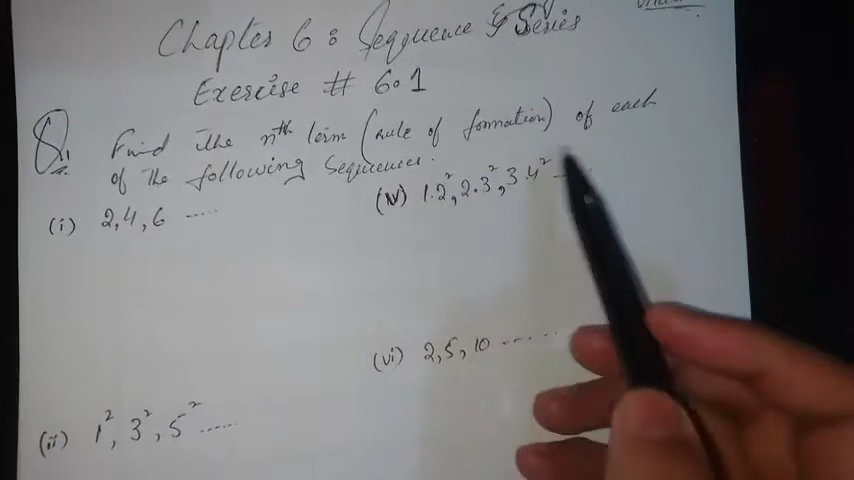 Chapter 6 : Sequence & Series
Exercise # 6.1
Q1. Find the nth term (rule of formation) of each
of the following Sequences.
(i) 2,4,6 .....
(iv) 1.2², 2.3², 3.4²
(vi) 2,5,10 ......
(ii) 1², 3², 5² .....